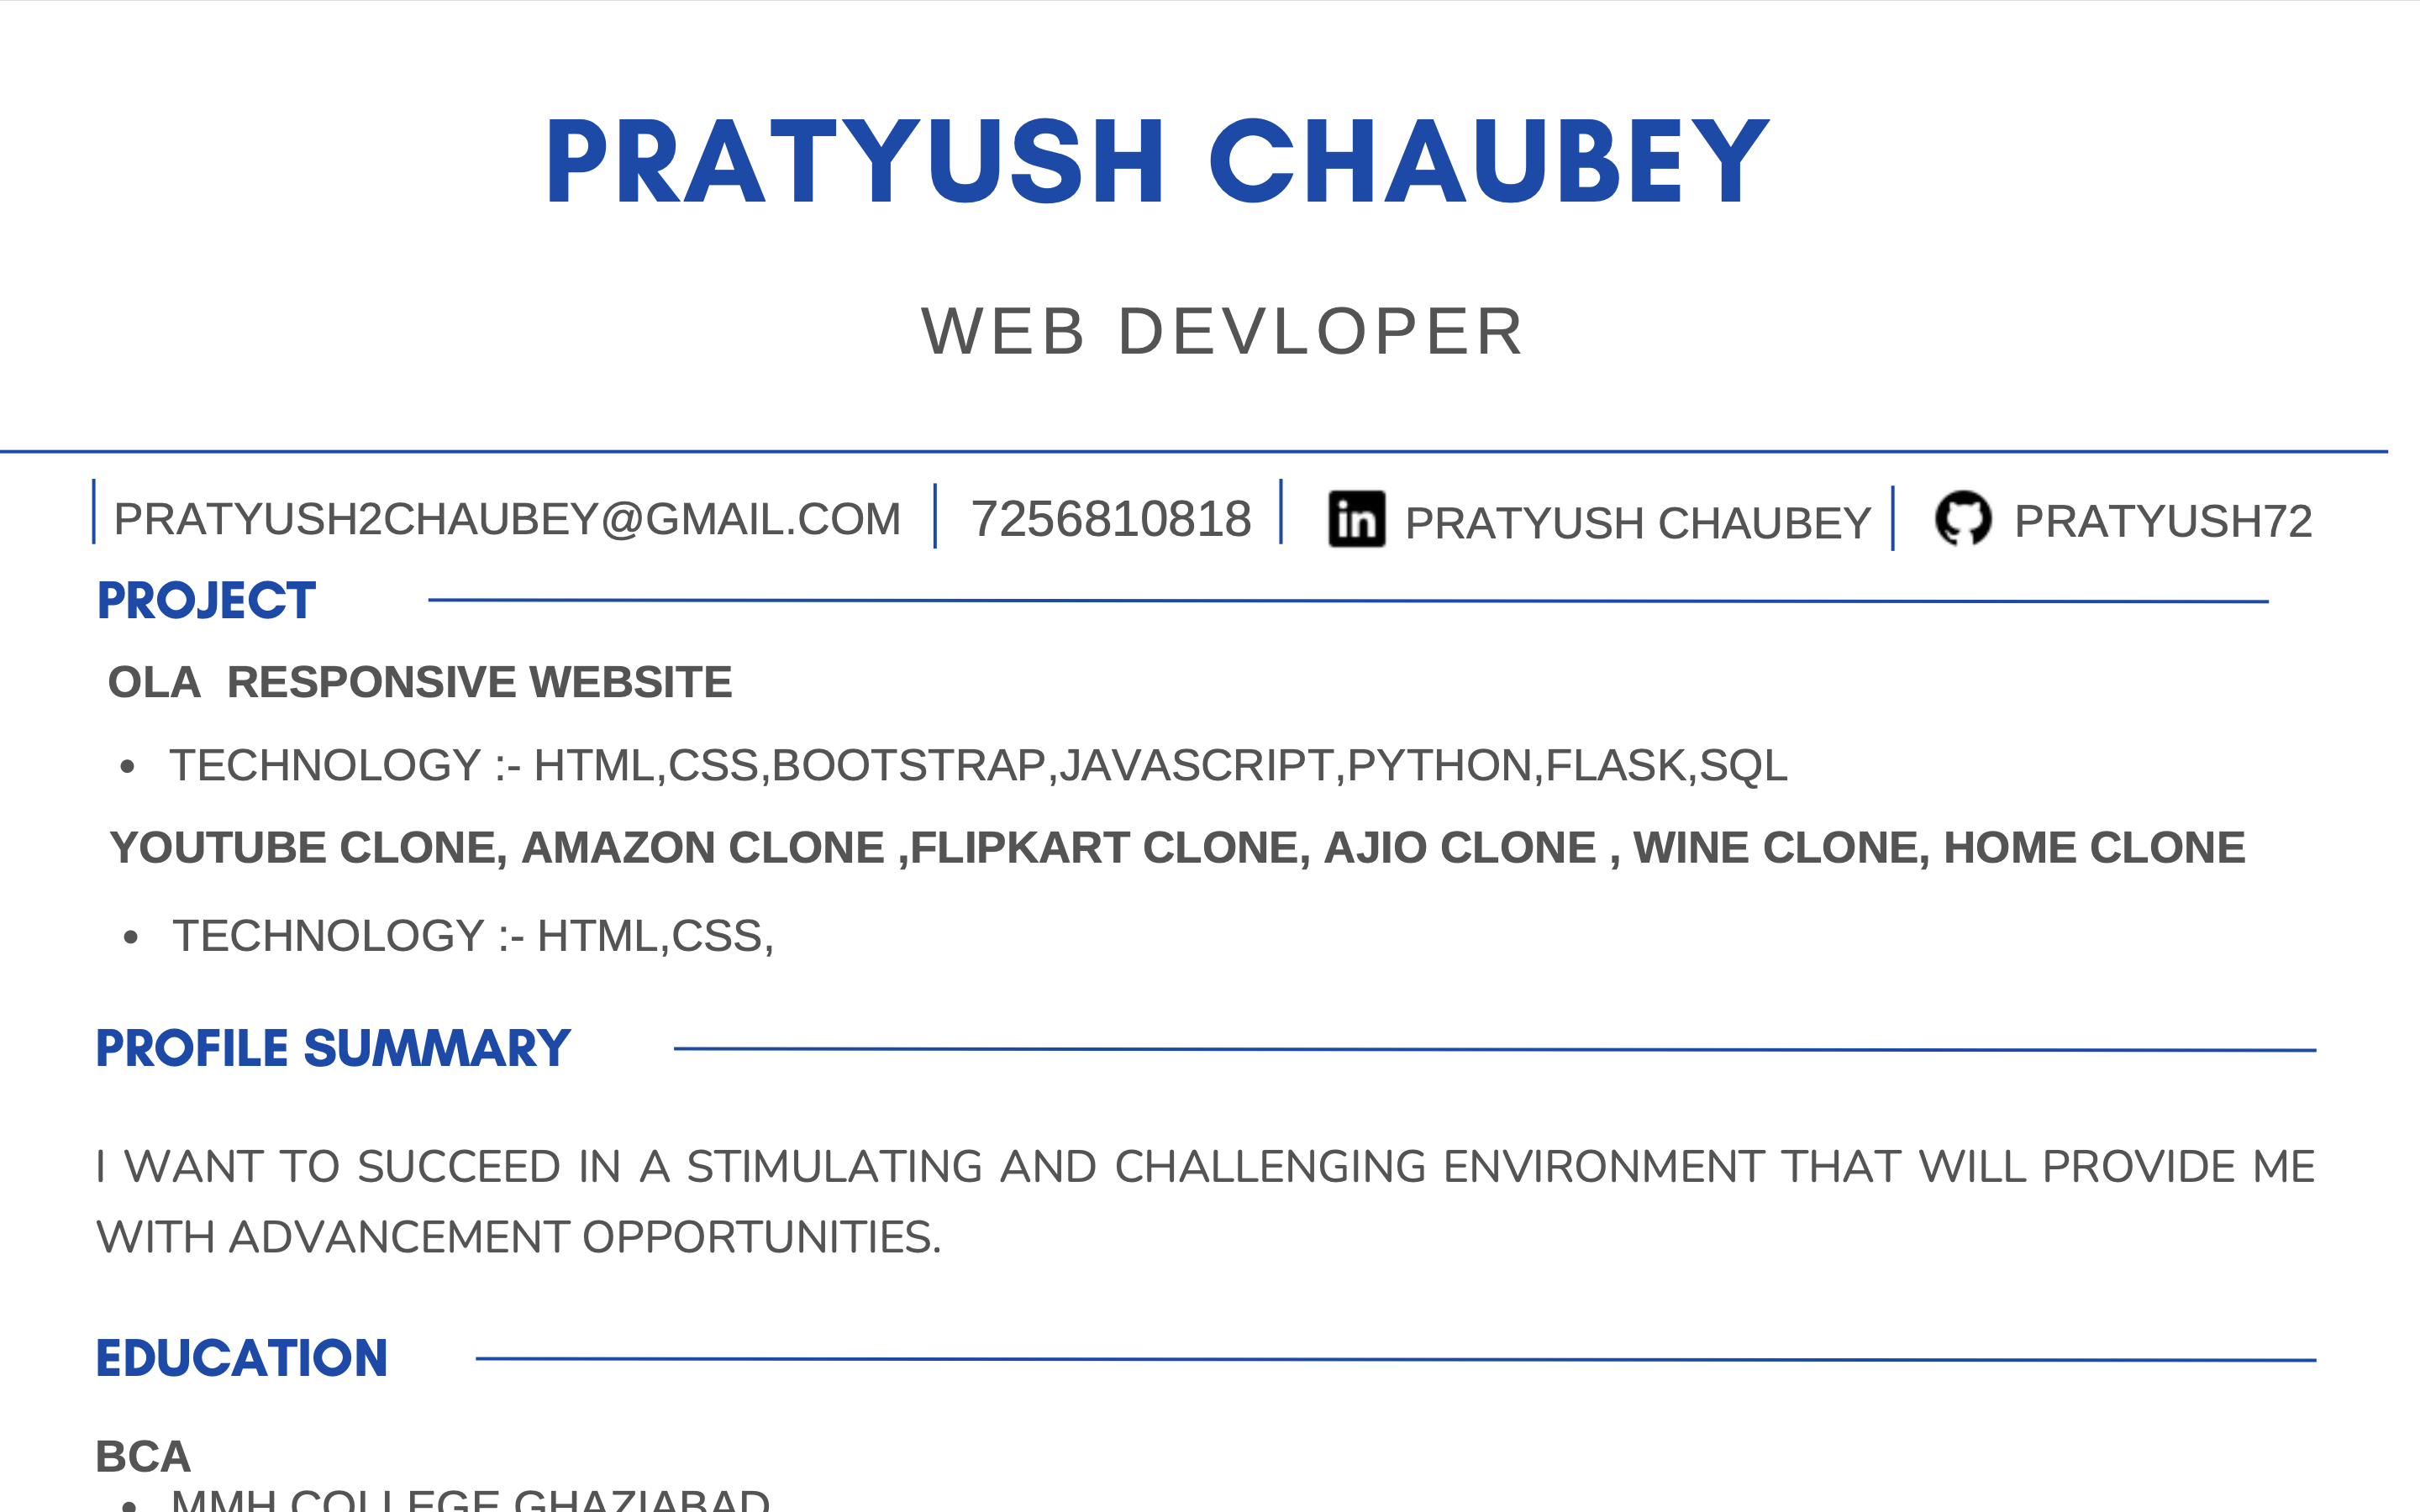 PRATYUSH CHAUBEY
WEB DEVLOPER
PRATYUSH2CHAUBEY@GMAIL.COM 7256810818 in PRATYUSH CHAUBEY PRATYUSH72
PROJECT
OLA RESPONSIVE WEBSITE
• TECHNOLOGY :- HTML,CSS,BOOTSTRAP,JAVASCRIPT,PYTHON,FLASK,SQL
YOUTUBE CLONE, AMAZON CLONE ,FLIPKART CLONE, AJIO CLONE , WINE CLONE, HOME CLONE
• TECHNOLOGY :- HTML,CSS,
PROFILE SUMMARY
I WANT TO SUCCEED IN A STIMULATING AND CHALLENGING ENVIRONMENT THAT WILL PROVIDE ME
WITH ADVANCEMENT OPPORTUNITIES.
EDUCATION
BCA
• MMH COLLEGE GHAZIABAD